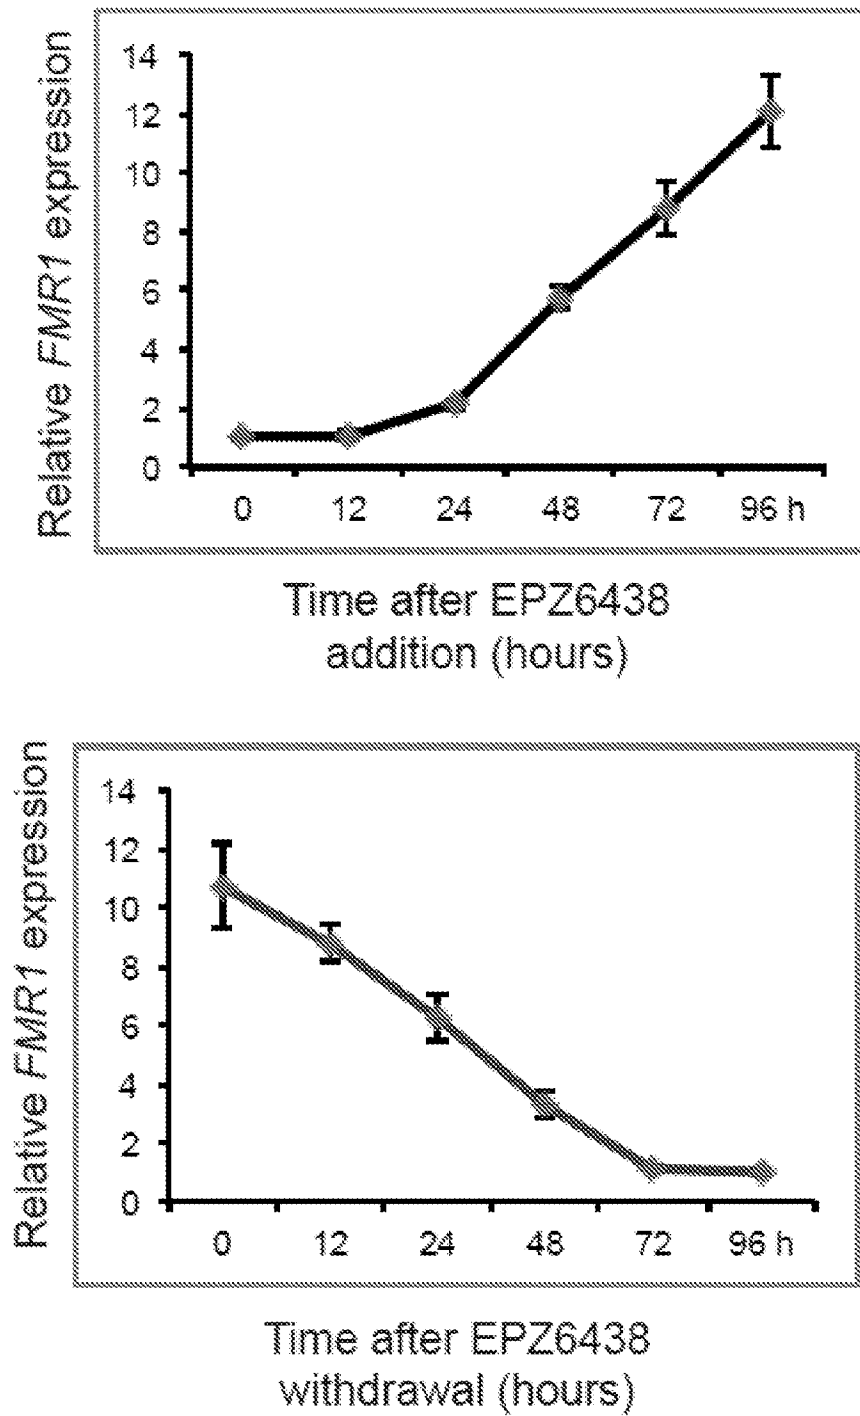 Relative FMR1 expression
14
12
10
8
6
4
2
0
0 12 24 48 72 96 h
Time after EPZ6438
addition (hours)
Relative FMR1 expression
14
12
10
8
6
4
2
0
0 12 24 48 72 96 h
Time after EPZ6438
withdrawal (hours)